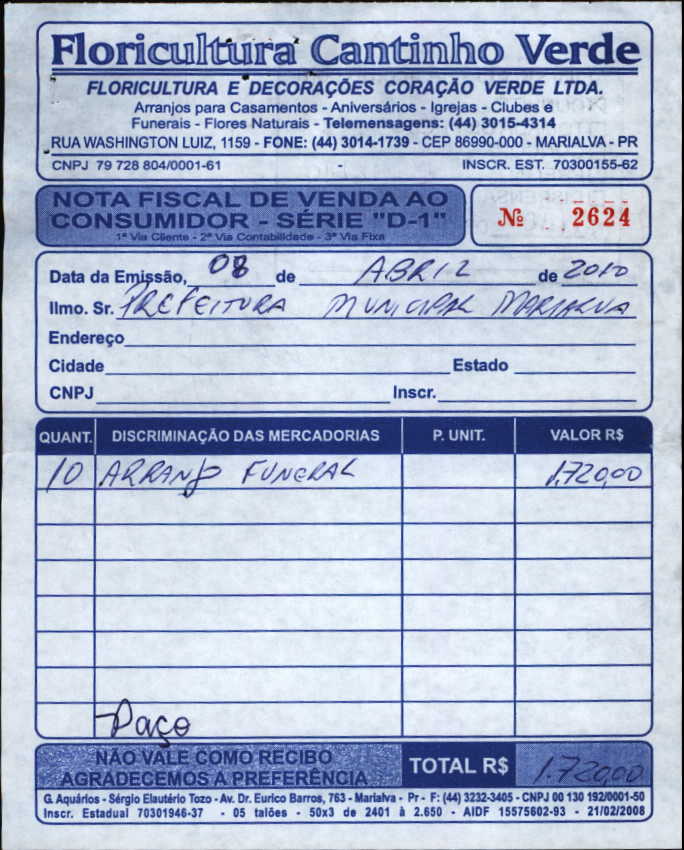 Floricultura Cantinho Verde
FLORICULTURA E DECORAÇÕES CORAÇÃO VERDE LTDA.
Arranjos para Casamentos - Aniversários - Igrejas - Clubes e
Funerais - Flores Naturais - Telemensagens: (44) 3015-4314
RUA WASHINGTON LUIZ, 1159 - FONE: (44) 3014-1739 - CEP 86990-000 - MARIALVA - PR
CNPJ 79 728 804/0001-61 INSCR. EST. 70300155-62
NOTA FISCAL DE VENDA AO
CONSUMIDOR - SÉRIE "D-1"
1ª Via Cliente - 2ª Via Contabilidade - 3ª Via Fixa
Nº 2624
Data da Emissão, 08 de ABRIL de 2010
Ilmo. Sr. PREFEITURA MUNICIPAL MARIALVA
Endereço
Cidade Estado
CNPJ Inscr.
QUANT. DISCRIMINAÇÃO DAS MERCADORIAS P. UNIT. VALOR R$
10 ARRANJO FUNERAL 1.720,00
Paço
NÃO VALE COMO RECIBO
AGRADECEMOS A PREFERÊNCIA
TOTAL R$ 1.720,00
G. Aquários - Sérgio Elautério Tozo - Av. Dr. Eurico Barros, 763 - Marialva - Pr - F: (44) 3232-3405 - CNPJ 00 130 192/0001-50
Inscr. Estadual 70301946-37 - 05 talões - 50x3 de 2401 à 2.650 - AIDF 15575602-93 - 21/02/2008